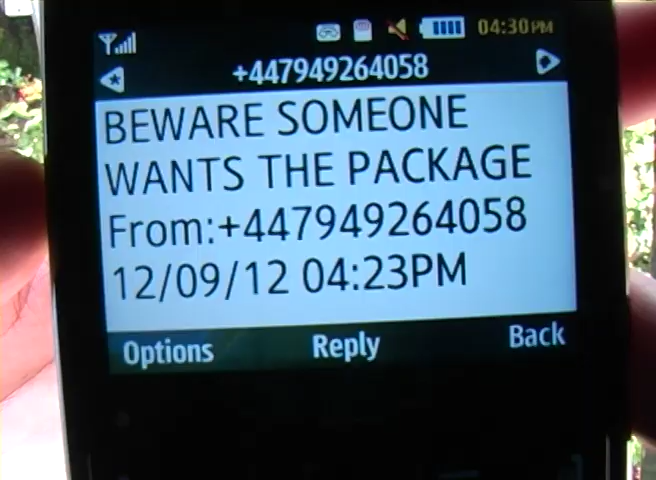 04:30PM
+447949264058
BEWARE SOMEONE
WANTS THE PACKAGE
From:+447949264058
12/09/12 04:23PM
Options Reply Back